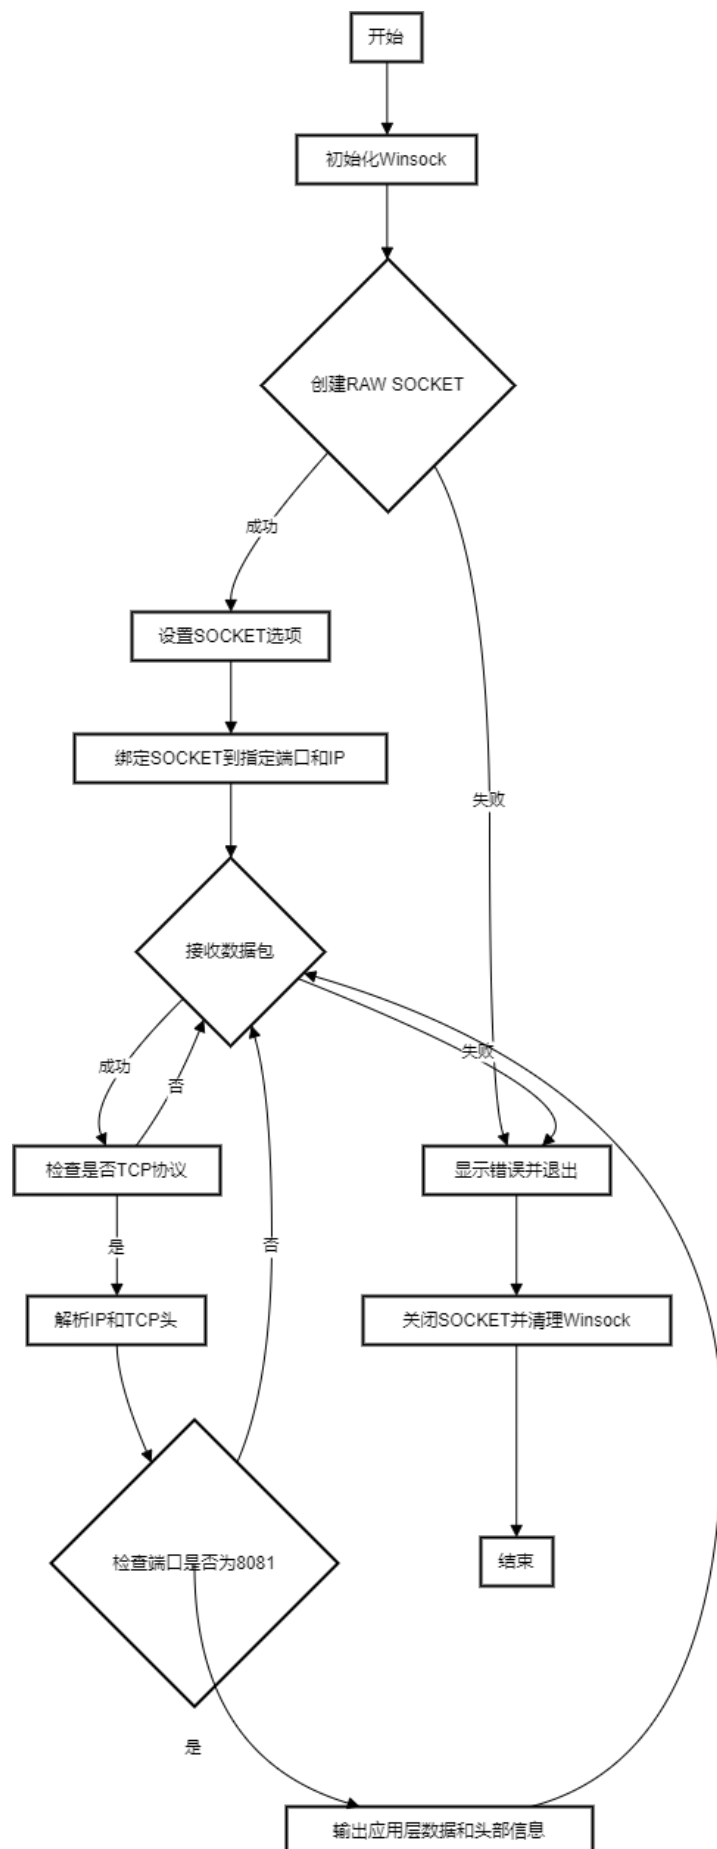 开始
初始化Winsock
创建RAW SOCKET
成功
设置SOCKET选项
绑定SOCKET到指定端口和IP
失败
接收数据包
失败
成功
否
检查是否TCP协议
显示错误并退出
是
否
解析IP和TCP头
关闭SOCKET并清理Winsock
检查端口是否为8081
结束
是
输出应用层数据和头部信息